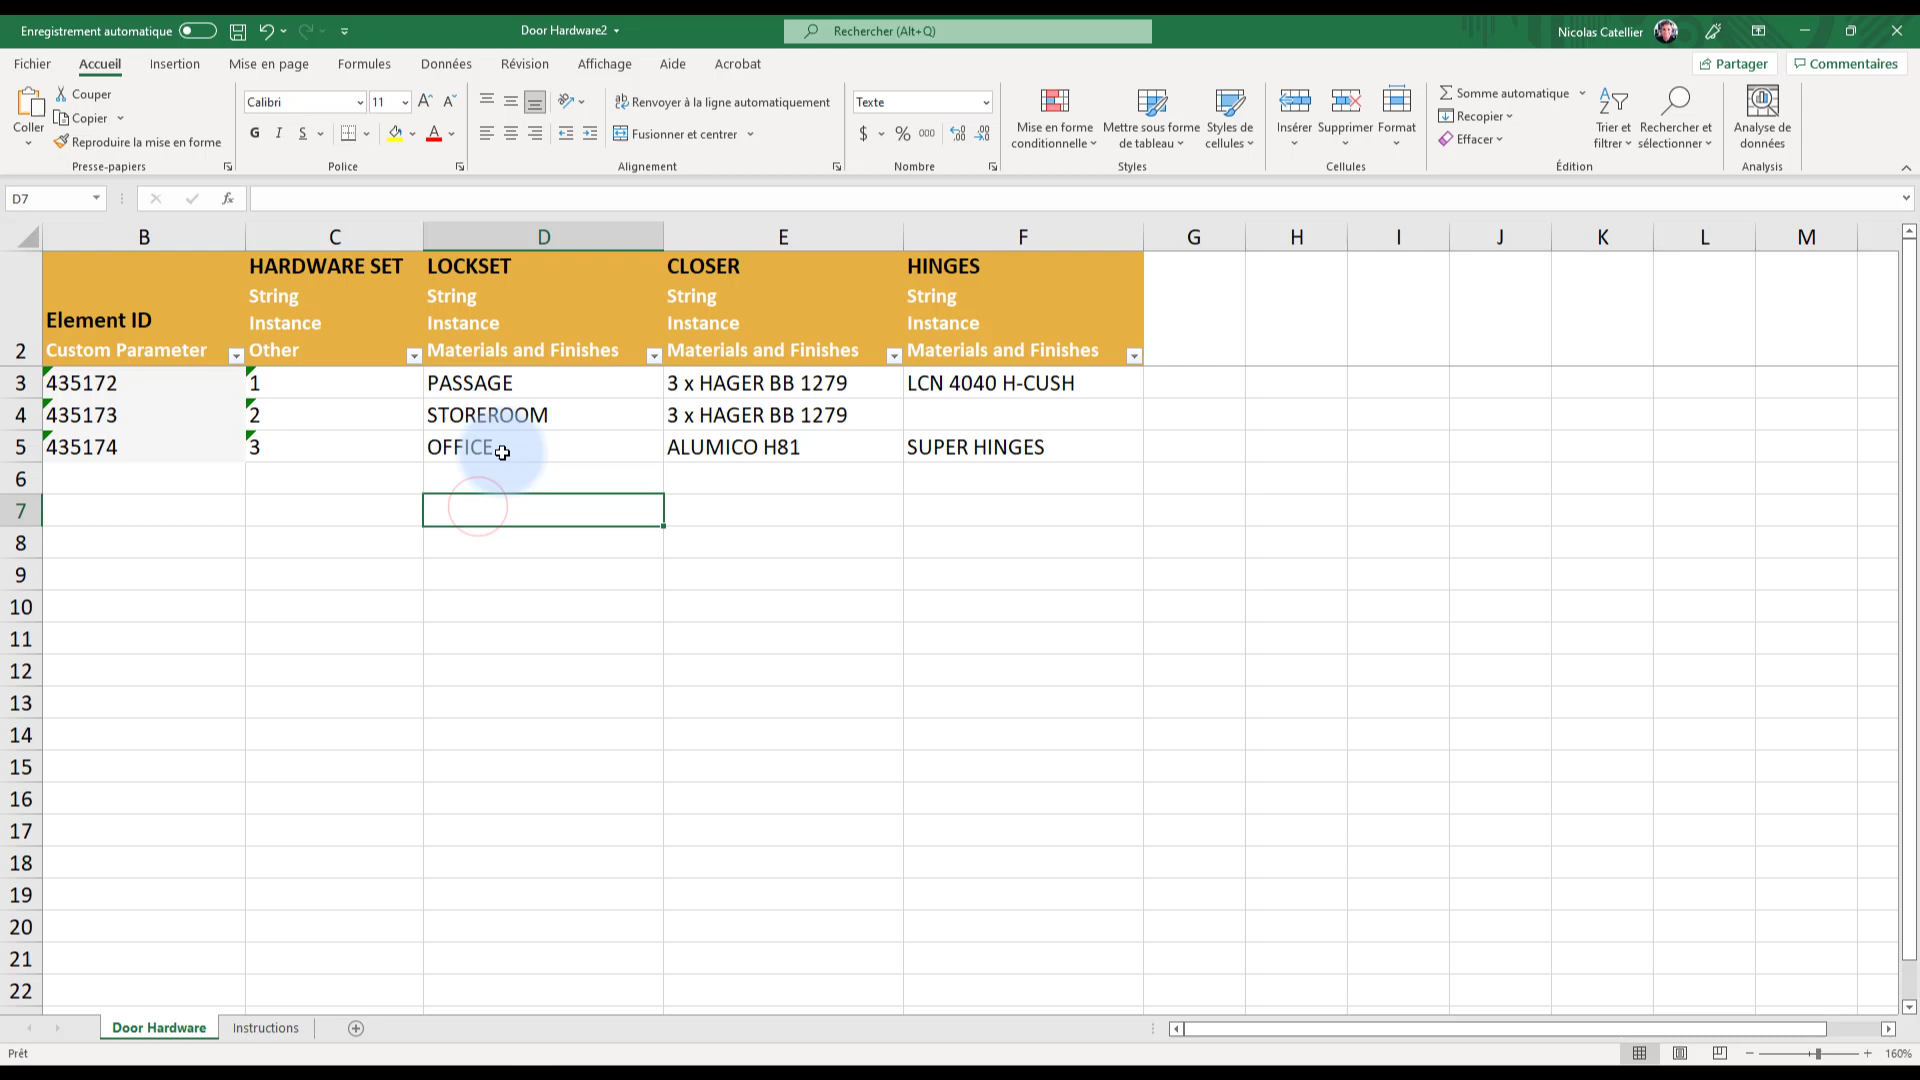 Enregistrement automatique
Door Hardware2
Rechercher (Alt+Q)
Nicolas Catellier
Fichier Accueil Insertion Mise en page Formules Données Révision Affichage Aide Acrobat
Partager Commentaires
Coller
Couper
Copier
Reproduire la mise en forme
Presse-papiers
Calibri 11
G I S
Police
Renvoyer à la ligne automatiquement
Fusionner et centrer
Alignement
Texte
$ % 000
Nombre
Mise en forme conditionnelle
Mettre sous forme de tableau
Styles de cellules
Styles
Insérer Supprimer Format
Cellules
Somme automatique
Recopier
Effacer
Trier et filtrer
Rechercher et sélectionner
Édition
Analyse de données
Analysis
D7 fx
B C D E F G H I J K L M
HARDWARE SET LOCKSET CLOSER HINGES
String String String String
Element ID Instance Instance Instance Instance
2 Custom Parameter Other Materials and Finishes Materials and Finishes Materials and Finishes
3 435172 1 PASSAGE 3 x HAGER BB 1279 LCN 4040 H-CUSH
4 435173 2 STOREROOM 3 x HAGER BB 1279
5 435174 3 OFFICE ALUMICO H81 SUPER HINGES
6
7
8
9
10
11
12
13
14
15
16
17
18
19
20
21
22
Door Hardware Instructions
Prêt
160%